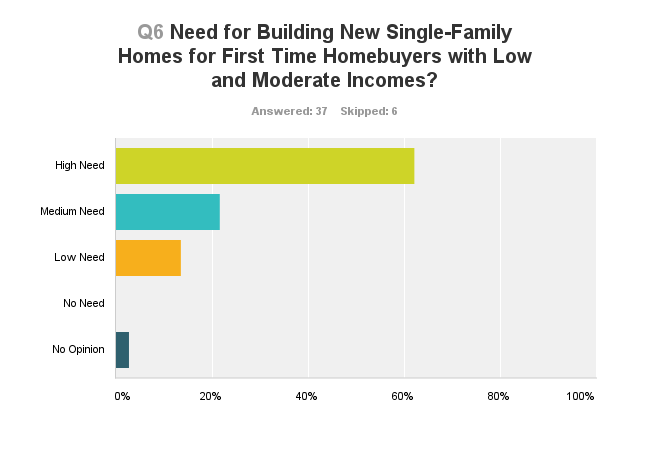 Q6 Need for Building New Single-Family
Homes for First Time Homebuyers with Low
and Moderate Incomes?
Answered: 37 Skipped: 6
High Need
Medium Need
Low Need
No Need
No Opinion
0% 20% 40% 60% 80% 100%